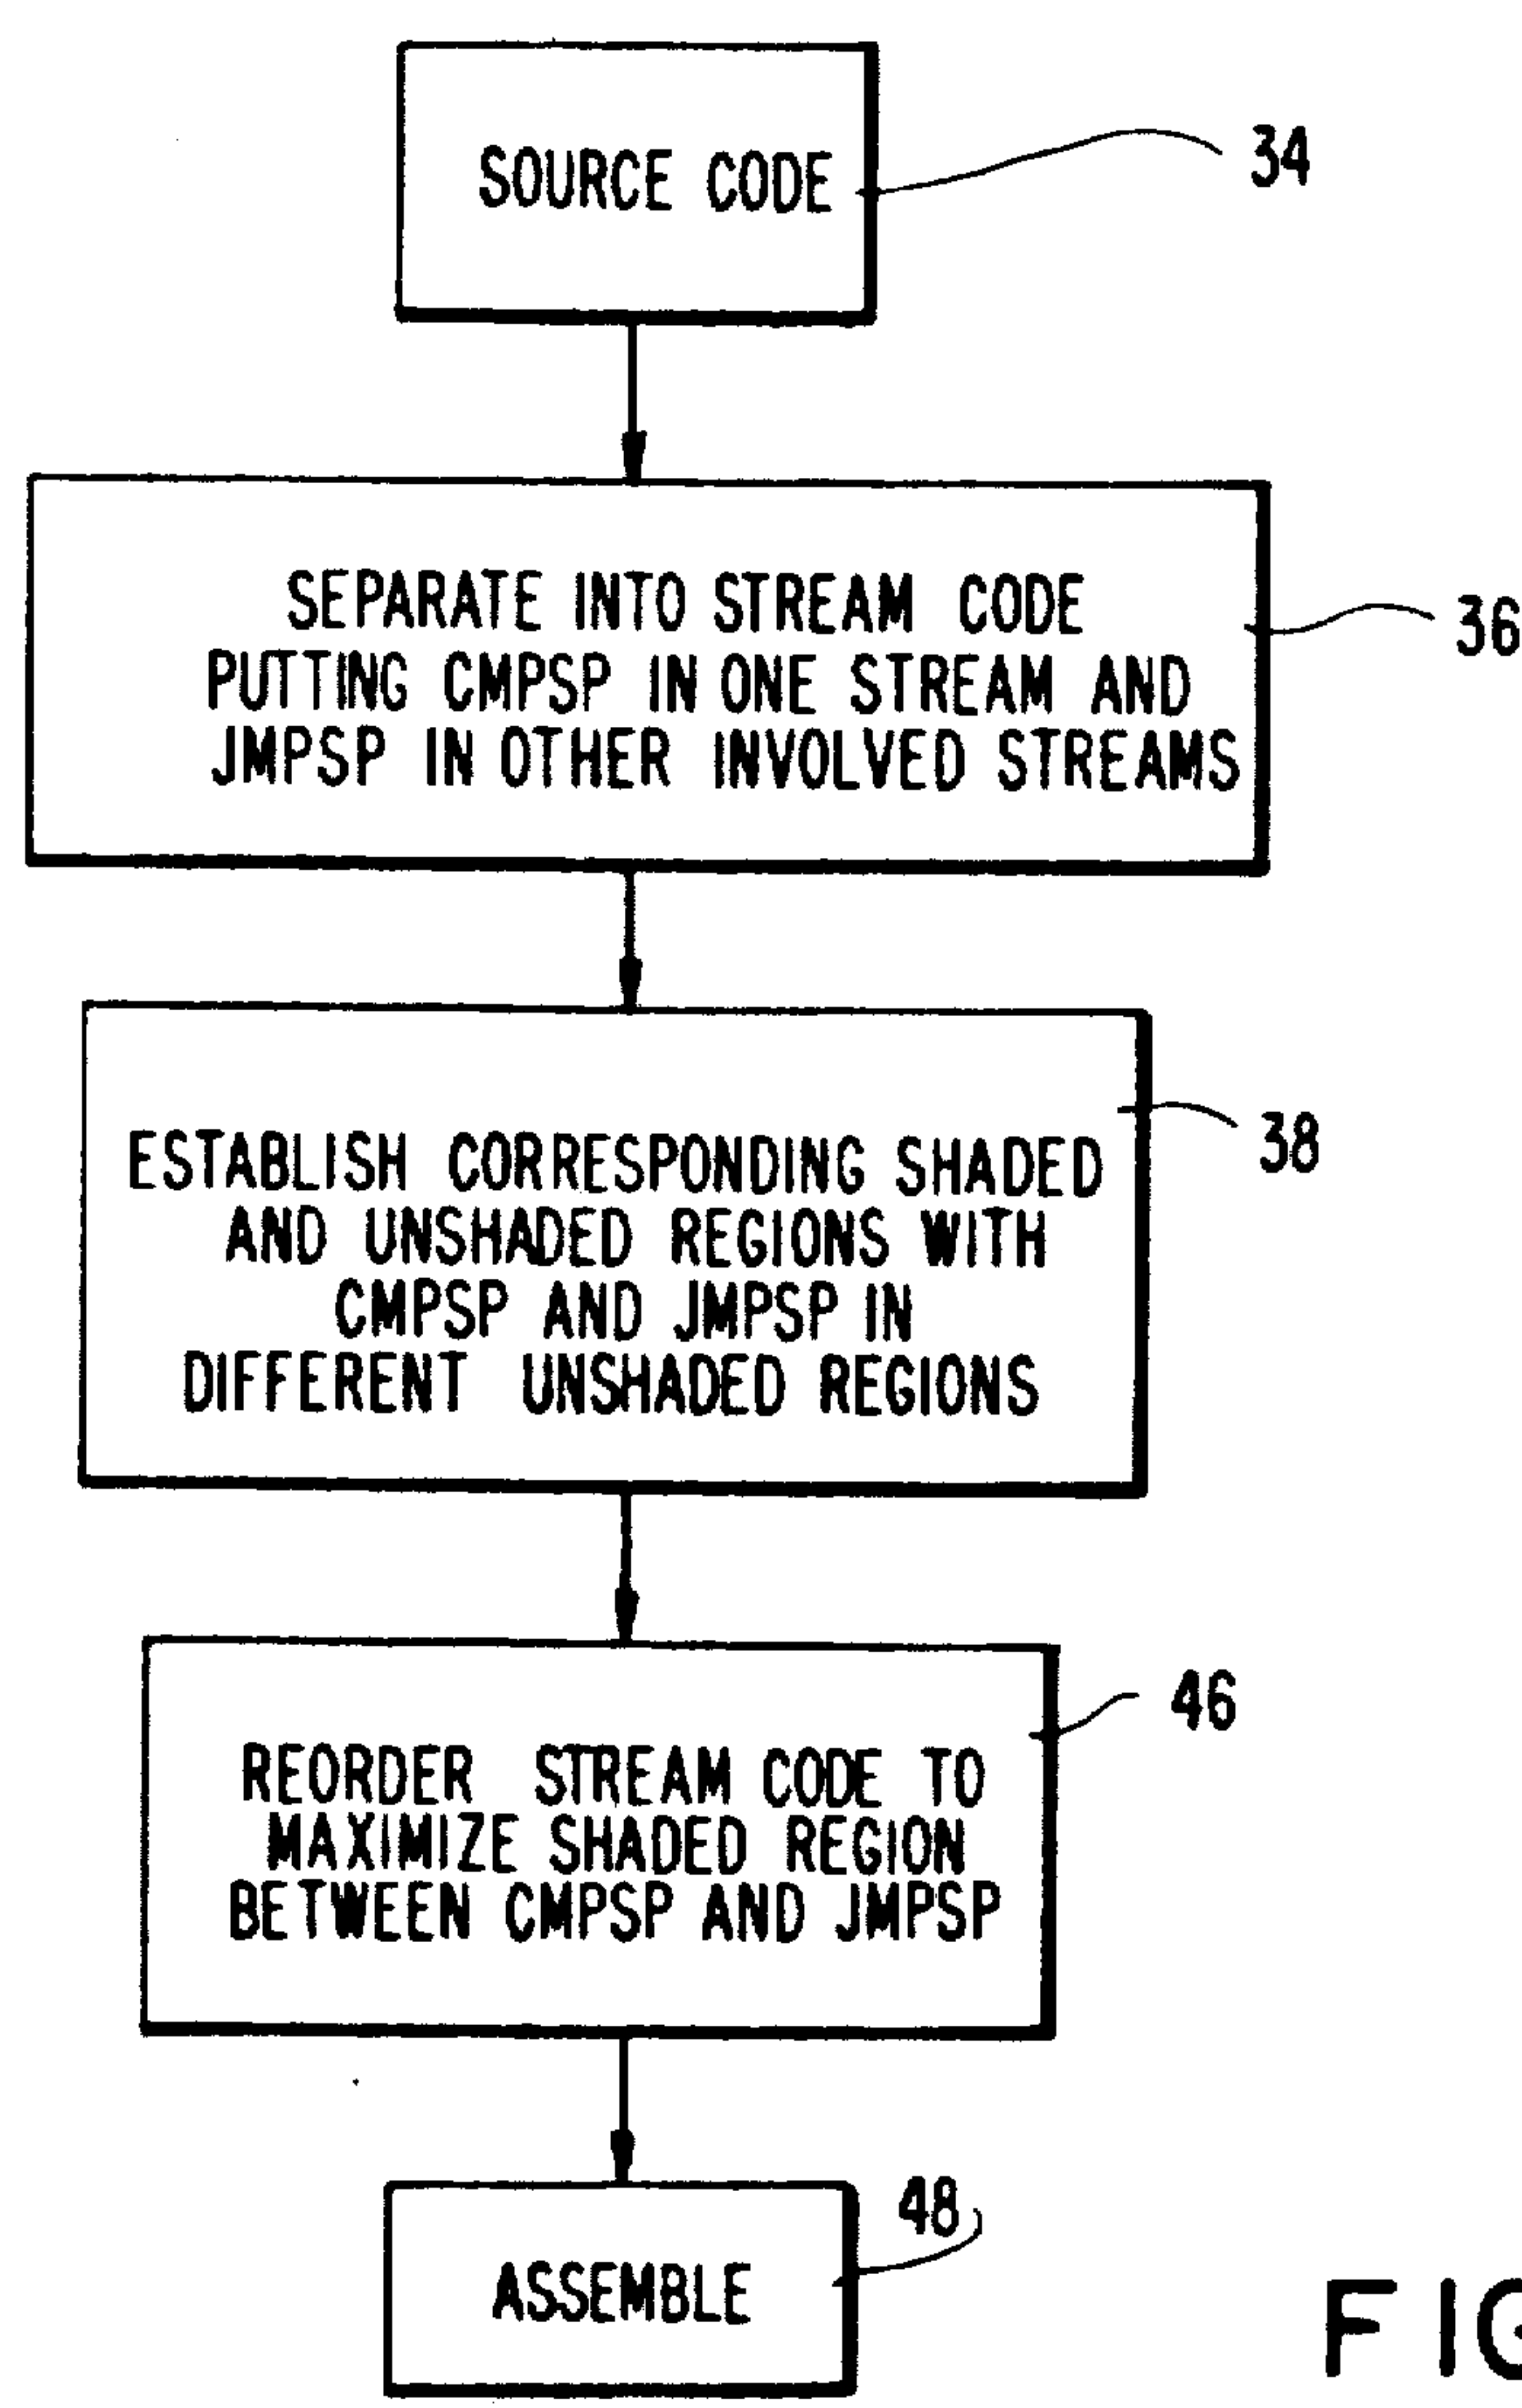 SOURCE CODE
34
SEPARATE INTO STREAM CODE
PUTTING CMPSP IN ONE STREAM AND
JMPSP IN OTHER INVOLVED STREAMS
36
ESTABLISH CORRESPONDING SHADED
AND UNSHADED REGIONS WITH
CMPSP AND JMPSP IN
DIFFERENT UNSHADED REGIONS
38
REORDER STREAM CODE TO
MAXIMIZE SHADED REGION
BETWEEN CMPSP AND JMPSP
46
ASSEMBLE
48